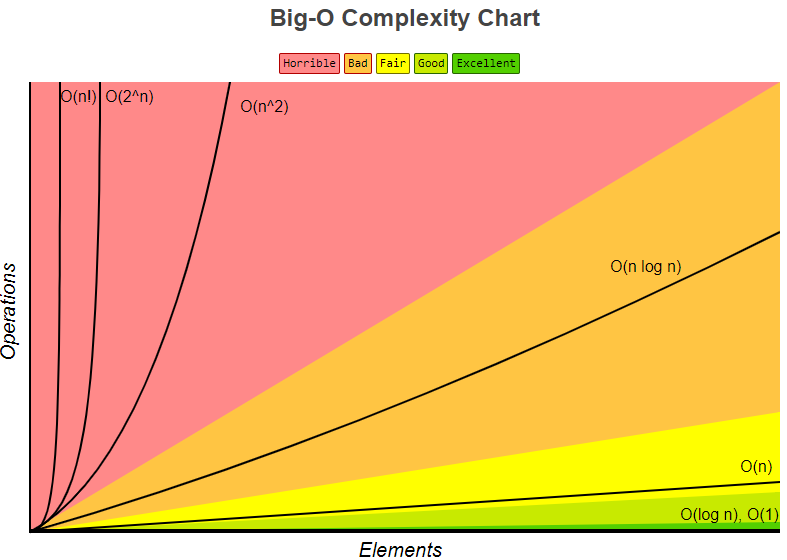 Big-O Complexity Chart
Horrible Bad Fair Good Excellent
O(n!) O(2^n)
O(n^2)
O(n log n)
O(n)
O(log n), O(1)
Operations
Elements